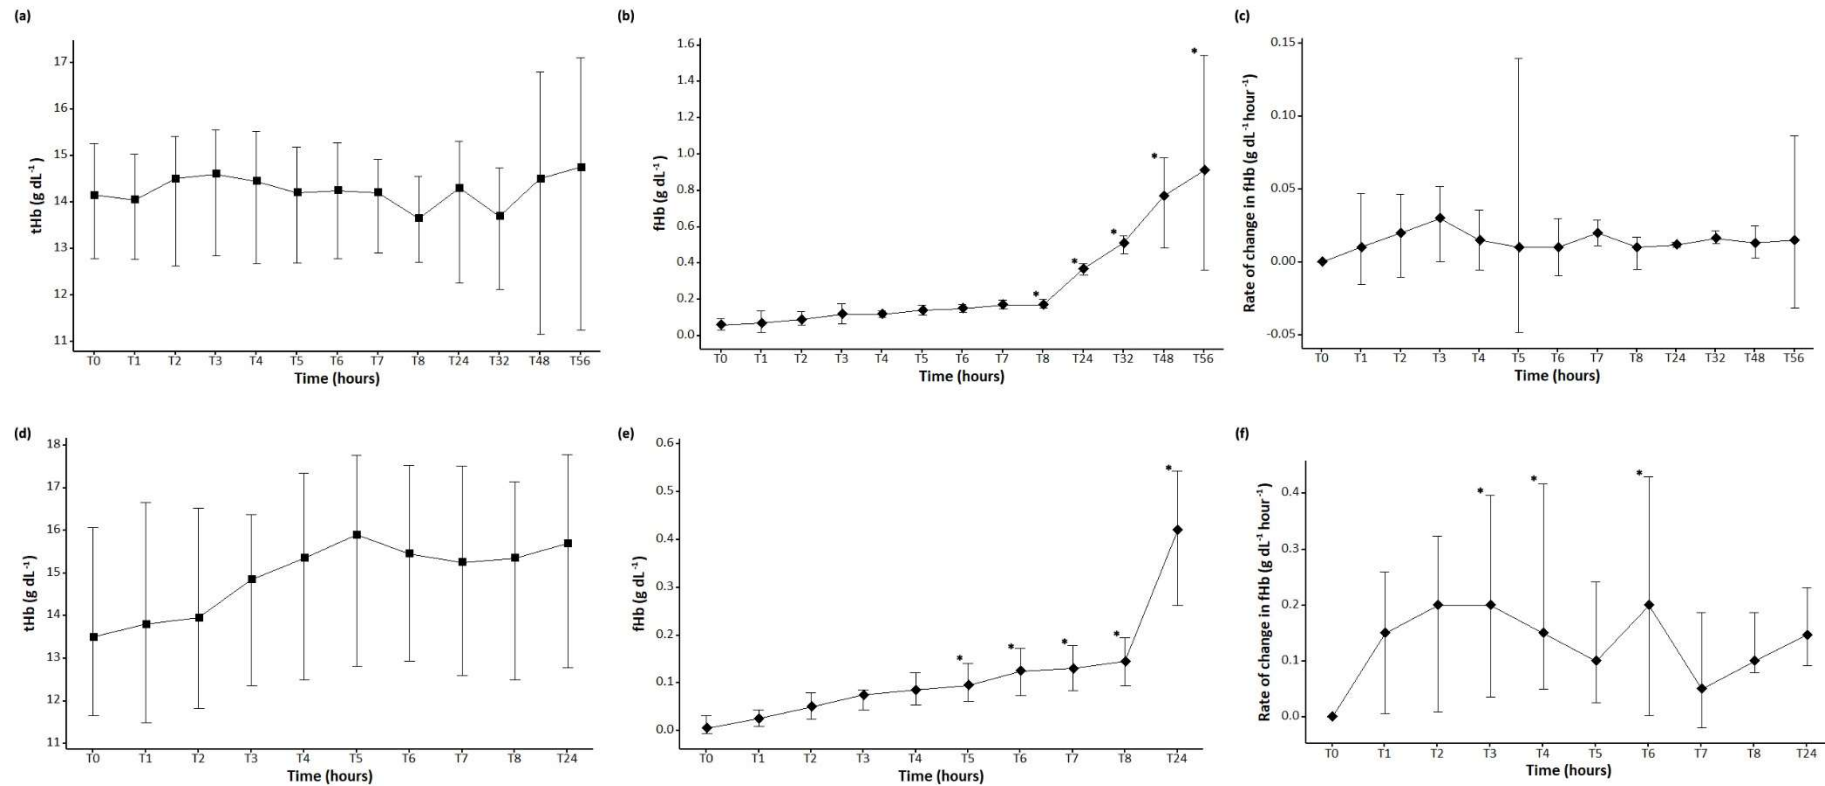 (a)
tHb (g dL⁻¹)
17
16
15
14
13
12
11
T0 T1 T2 T3 T4 T5 T6 T7 T8 T24 T32 T48 T56
Time (hours)
(b)
fHb (g dL⁻¹)
1.6
1.4
1.2
1.0
0.8
0.6
0.4
0.2
0.0
* * * * *
T0 T1 T2 T3 T4 T5 T6 T7 T8 T24 T32 T48 T56
Time (hours)
(c)
Rate of change in fHb (g dL⁻¹ hour⁻¹)
0.15
0.10
0.05
0.00
-0.05
T0 T1 T2 T3 T4 T5 T6 T7 T8 T24 T32 T48 T56
Time (hours)
(d)
tHb (g dL⁻¹)
18
17
16
15
14
13
12
11
T0 T1 T2 T3 T4 T5 T6 T7 T8 T24
Time (hours)
(e)
fHb (g dL⁻¹)
0.6
0.5
0.4
0.3
0.2
0.1
0.0
* * * * *
T0 T1 T2 T3 T4 T5 T6 T7 T8 T24
Time (hours)
(f)
Rate of change in fHb (g dL⁻¹ hour⁻¹)
0.4
0.3
0.2
0.1
0.0
* * *
T0 T1 T2 T3 T4 T5 T6 T7 T8 T24
Time (hours)